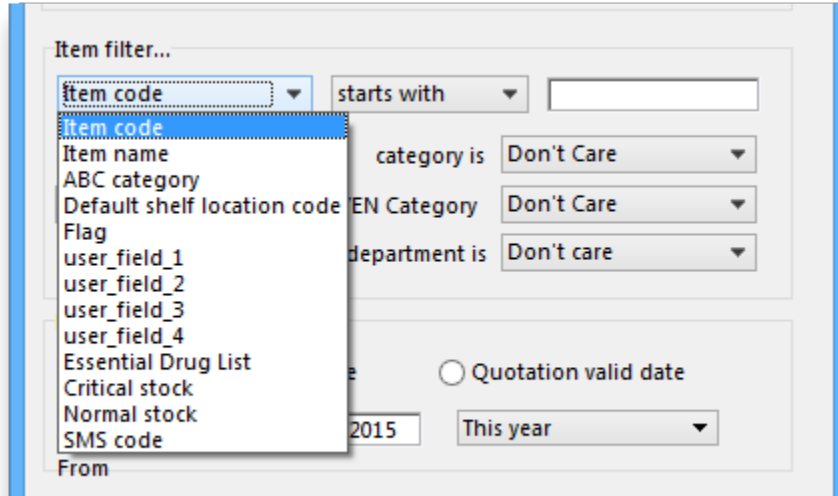 Item filter...
Item code starts with
Item code
Item name
category is Don't Care
ABC category
Default shelf location code EN Category Don't Care
Flag
user_field_1 department is Don't care
user_field_2
user_field_3
user_field_4
Essential Drug List
Critical stock e Quotation valid date
Normal stock
SMS code 2015 This year
From